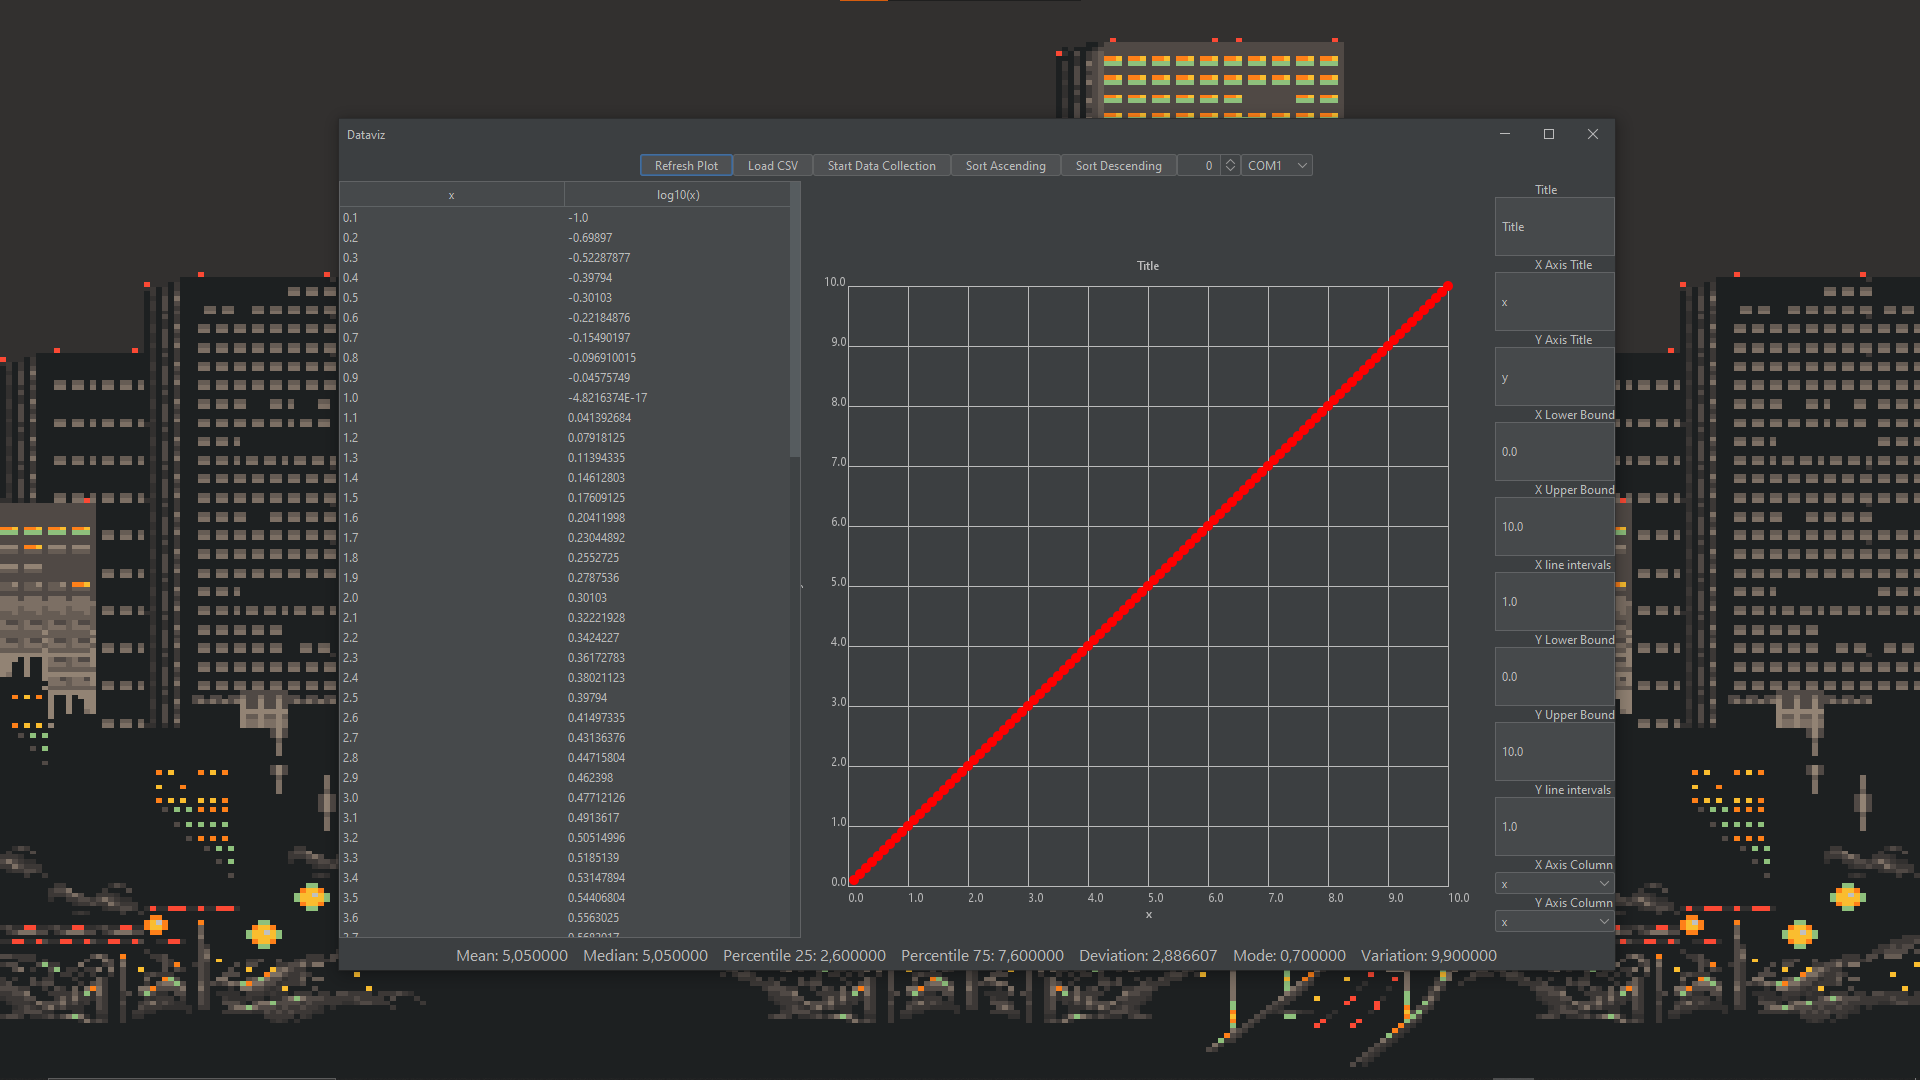 Dataviz
Refresh Plot Load CSV Start Data Collection Sort Ascending Sort Descending 0 COM1
x log10(x)
0.1 -1.0
0.2 -0.69897
0.3 -0.52287877
0.4 -0.39794
0.5 -0.30103
0.6 -0.22184876
0.7 -0.15490197
0.8 -0.096910015
0.9 -0.04575749
1.0 -4.8216374E-17
1.1 0.041392684
1.2 0.07918125
1.3 0.11394335
1.4 0.14612803
1.5 0.17609125
1.6 0.20411998
1.7 0.23044892
1.8 0.2552725
1.9 0.2787536
2.0 0.30103
2.1 0.32221928
2.2 0.3424227
2.3 0.36172783
2.4 0.38021123
2.5 0.39794
2.6 0.41497335
2.7 0.43136376
2.8 0.44715804
2.9 0.462398
3.0 0.47712126
3.1 0.4913617
3.2 0.50514996
3.3 0.5185139
3.4 0.53147894
3.5 0.54406804
3.6 0.5563025
Title
10.0
9.0
8.0
7.0
6.0
5.0
4.0
3.0
2.0
1.0
0.0
0.0 1.0 2.0 3.0 4.0 5.0 6.0 7.0 8.0 9.0 10.0
x
Title
Title
X Axis Title
x
Y Axis Title
y
X Lower Bound
0.0
X Upper Bound
10.0
X line intervals
1.0
Y Lower Bound
0.0
Y Upper Bound
10.0
Y line intervals
1.0
X Axis Column
x
Y Axis Column
x
Mean: 5,050000 Median: 5,050000 Percentile 25: 2,600000 Percentile 75: 7,600000 Deviation: 2,886607 Mode: 0,700000 Variation: 9,900000